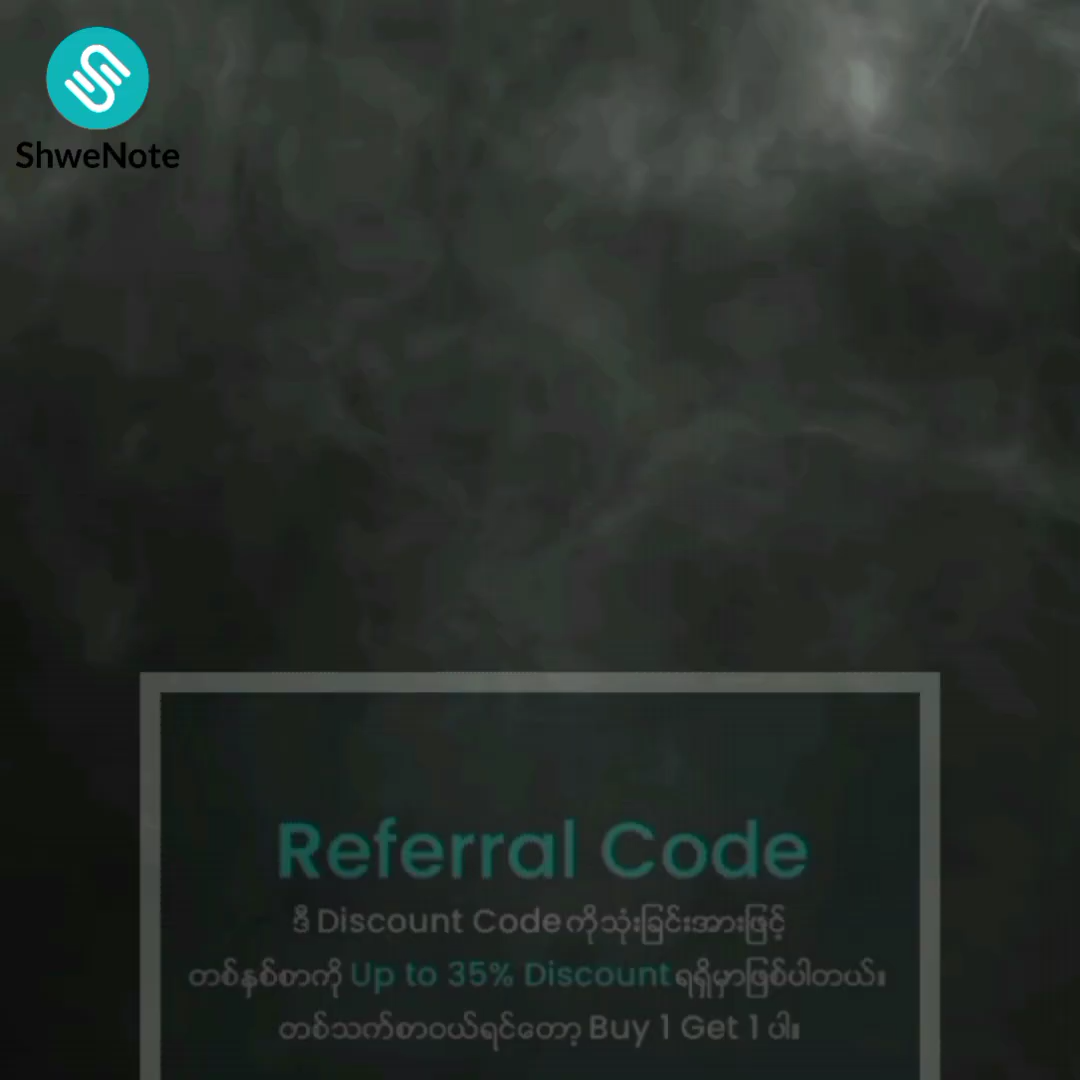 ShweNote
Referral Code
ဒီ Discount Code ကိုသုံးခြင်းအားဖြင့်
တစ်နှစ်စာကို Up to 35% Discount ရရှိမှာဖြစ်ပါတယ်။
တစ်သက်စာဝယ်ရင်တော့ Buy 1 Get 1 ပါ။